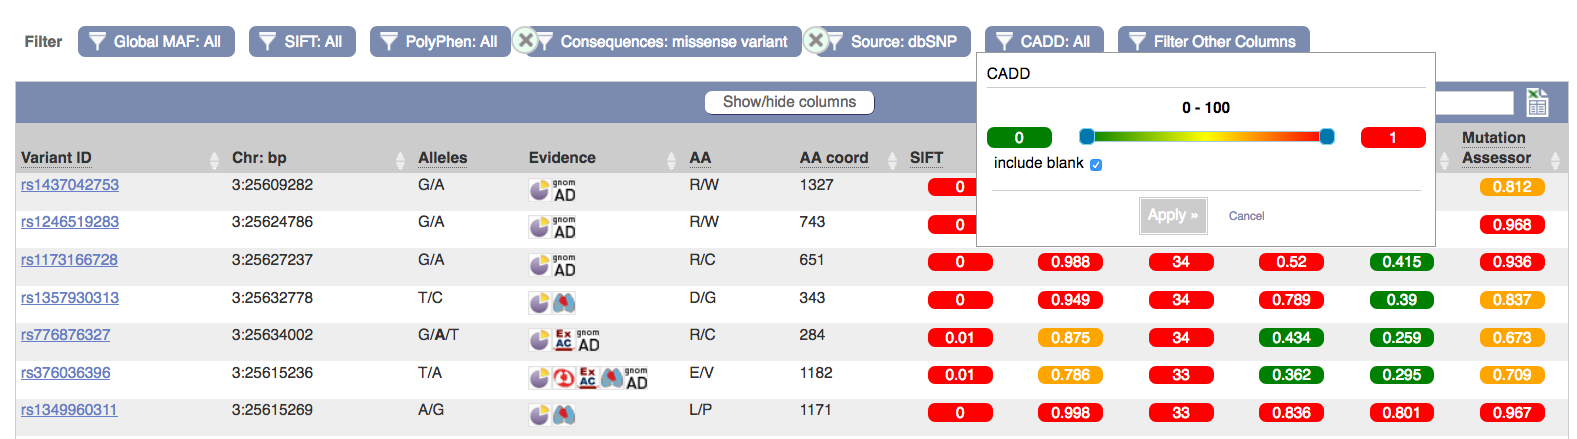 Filter Global MAF: All SIFT: All PolyPhen: All Consequences: missense variant Source: dbSNP CADD: All Filter Other Columns
CADD
Show/hide columns
0 - 100
0 1
include blank
Apply » Cancel
Variant ID Chr: bp Alleles Evidence AA AA coord SIFT Mutation Assessor
rs1437042753 3:25609282 G/A gnom AD R/W 1327 0 0.812
rs1246519283 3:25624786 G/A gnom AD R/W 743 0 0.968
rs1173166728 3:25627237 G/A gnom AD R/C 651 0 0.988 34 0.52 0.415 0.936
rs1357930313 3:25632778 T/C D/G 343 0 0.949 34 0.789 0.39 0.837
rs776876327 3:25634002 G/A/T Ex AC gnom AD R/C 284 0.01 0.875 34 0.434 0.259 0.673
rs376036396 3:25615236 T/A Ex AC gnom AD E/V 1182 0.01 0.786 33 0.362 0.295 0.709
rs1349960311 3:25615269 A/G L/P 1171 0 0.998 33 0.836 0.801 0.967